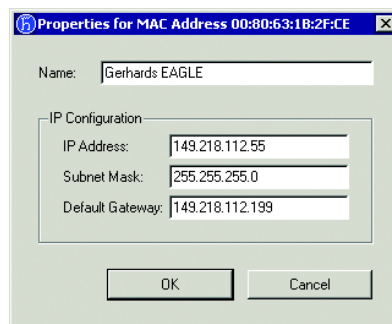 Properties for MAC Address 00:80:63:1B:2F:CE
Name: Gerhards EAGLE
IP Configuration
IP Address: 149.218.112.55
Subnet Mask: 255.255.255.0
Default Gateway: 149.218.112.199
OK Cancel